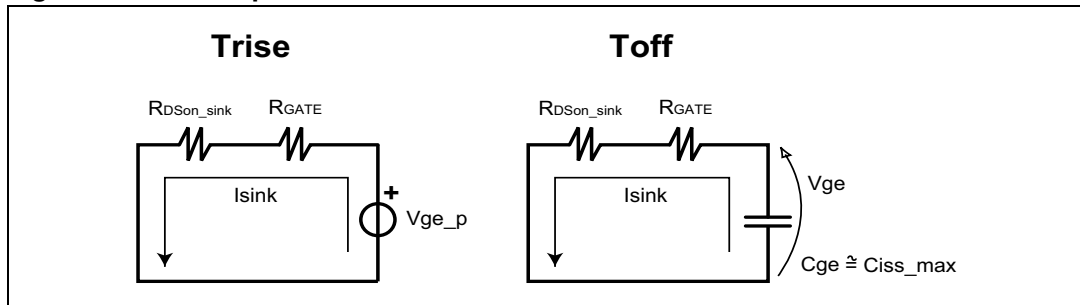 Trise
Toff
RDSon_sink
RGATE
RDSon_sink
RGATE
Isink
+
Vge_p
Isink
Vge
Cge ≅ Ciss_max